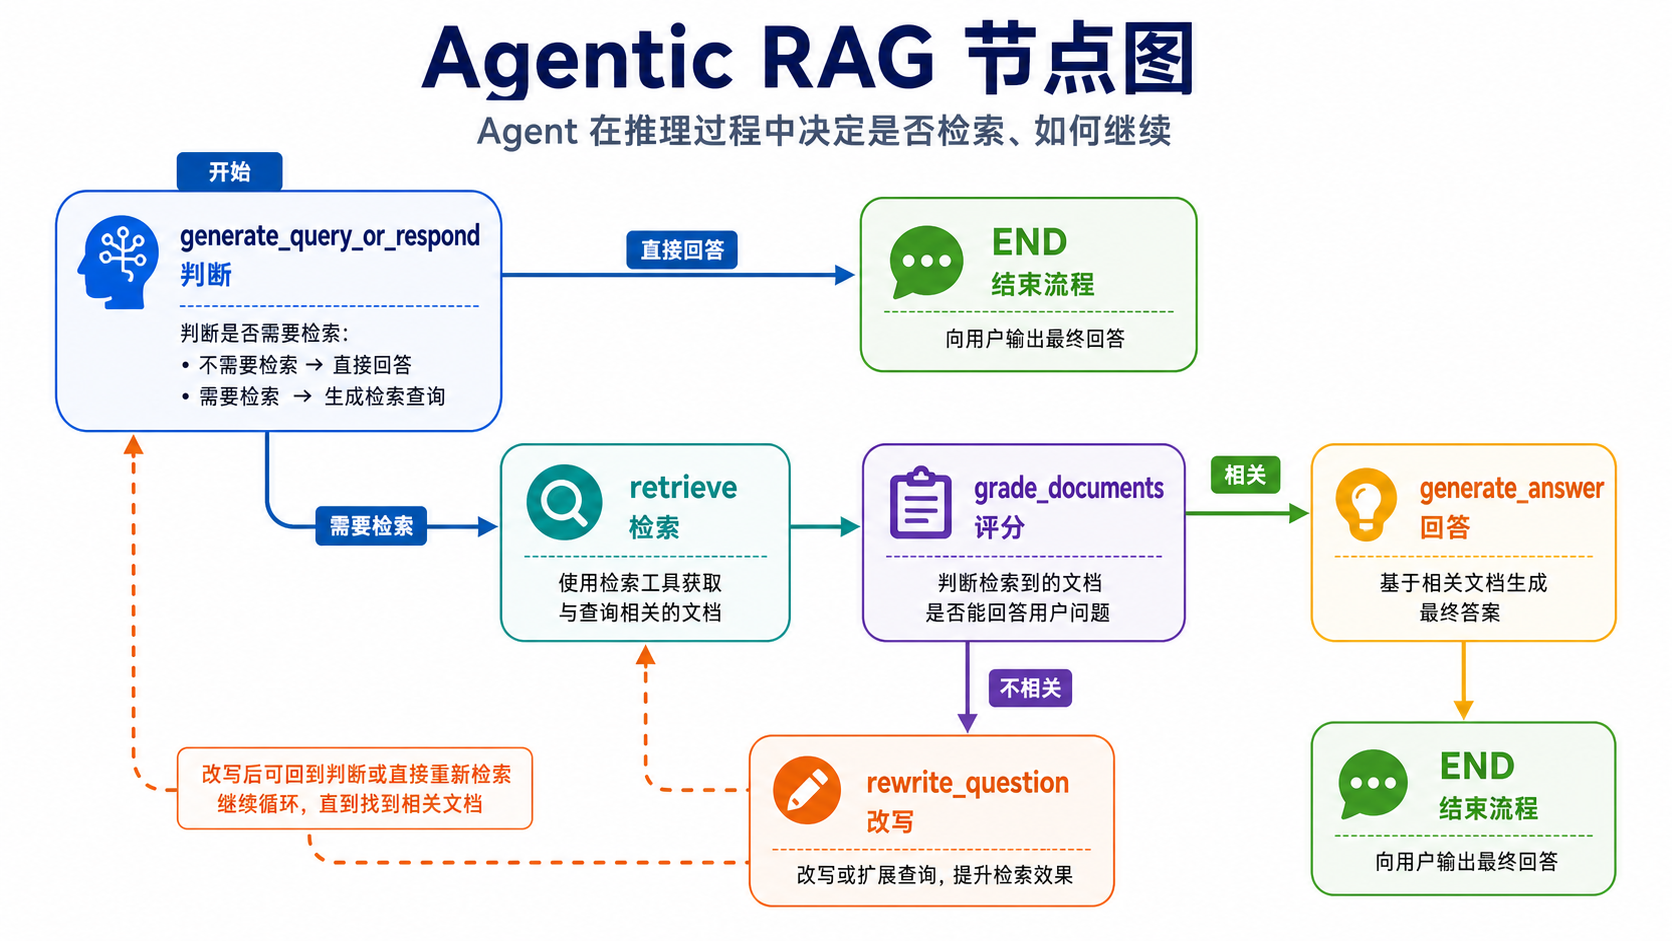 Agentic RAG 节点图
Agent 在推理过程中决定是否检索、如何继续
开始
generate_query_or_respond
判断
判断是否需要检索:
• 不需要检索 → 直接回答
• 需要检索 → 生成检索查询
直接回答
END
结束流程
向用户输出最终回答
需要检索
retrieve
检索
使用检索工具获取
与查询相关的文档
grade_documents
评分
判断检索到的文档
是否能回答用户问题
相关
generate_answer
回答
基于相关文档生成
最终答案
不相关
改写后可回到判断或直接重新检索
继续循环，直到找到相关文档
rewrite_question
改写
改写或扩展查询，提升检索效果
END
结束流程
向用户输出最终回答